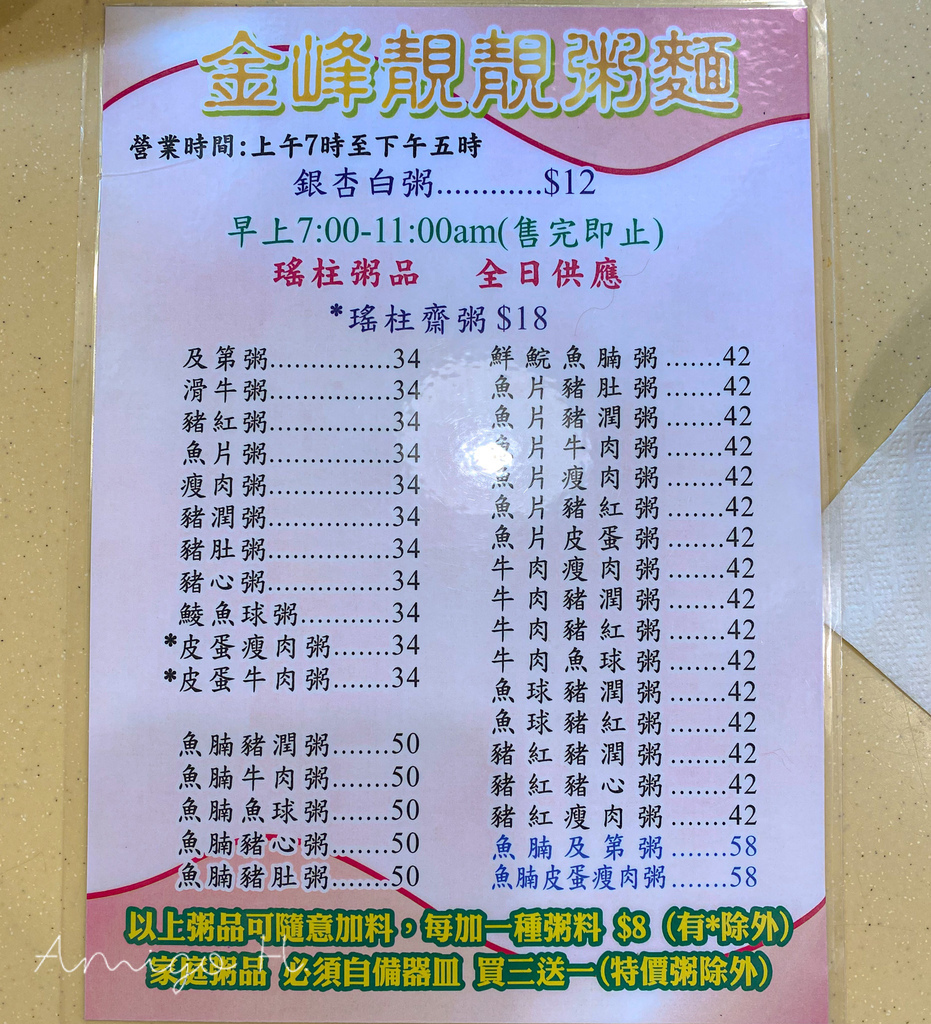 金峰靚靚粥麵
營業時間:上午7時至下午五時
銀杏白粥............$12
早上7:00-11:00am(售完即止)
瑤柱粥品 全日供應
*瑤柱齋粥 $18
及第粥................34
滑牛粥................34
豬紅粥................34
魚片粥................34
瘦肉粥................34
豬潤粥................34
豬肚粥................34
豬心粥................34
鯪魚球粥............34
*皮蛋瘦肉粥.......34
*皮蛋牛肉粥.......34
魚腩豬潤粥.......50
魚腩牛肉粥.......50
魚腩魚球粥.......50
魚腩豬心粥.......50
魚腩豬肚粥.......50
鮮鯇魚腩粥.......42
魚片豬肚粥.......42
魚片豬潤粥.......42
魚片牛肉粥.......42
魚片瘦肉粥.......42
魚片豬紅粥.......42
魚片皮蛋粥.......42
牛肉瘦肉粥.......42
牛肉豬潤粥.......42
牛肉豬紅粥.......42
牛肉魚球粥.......42
魚球豬潤粥.......42
魚球豬紅粥.......42
豬紅豬潤粥.......42
豬紅豬心粥.......42
豬紅瘦肉粥.......42
魚腩及第粥.......58
魚腩皮蛋瘦肉粥.......58
以上粥品可隨意加料，每加一種粥料 $8 (有*除外)
家庭粥品 必須自備器皿 買三送一(特價粥除外)
Amigo.H